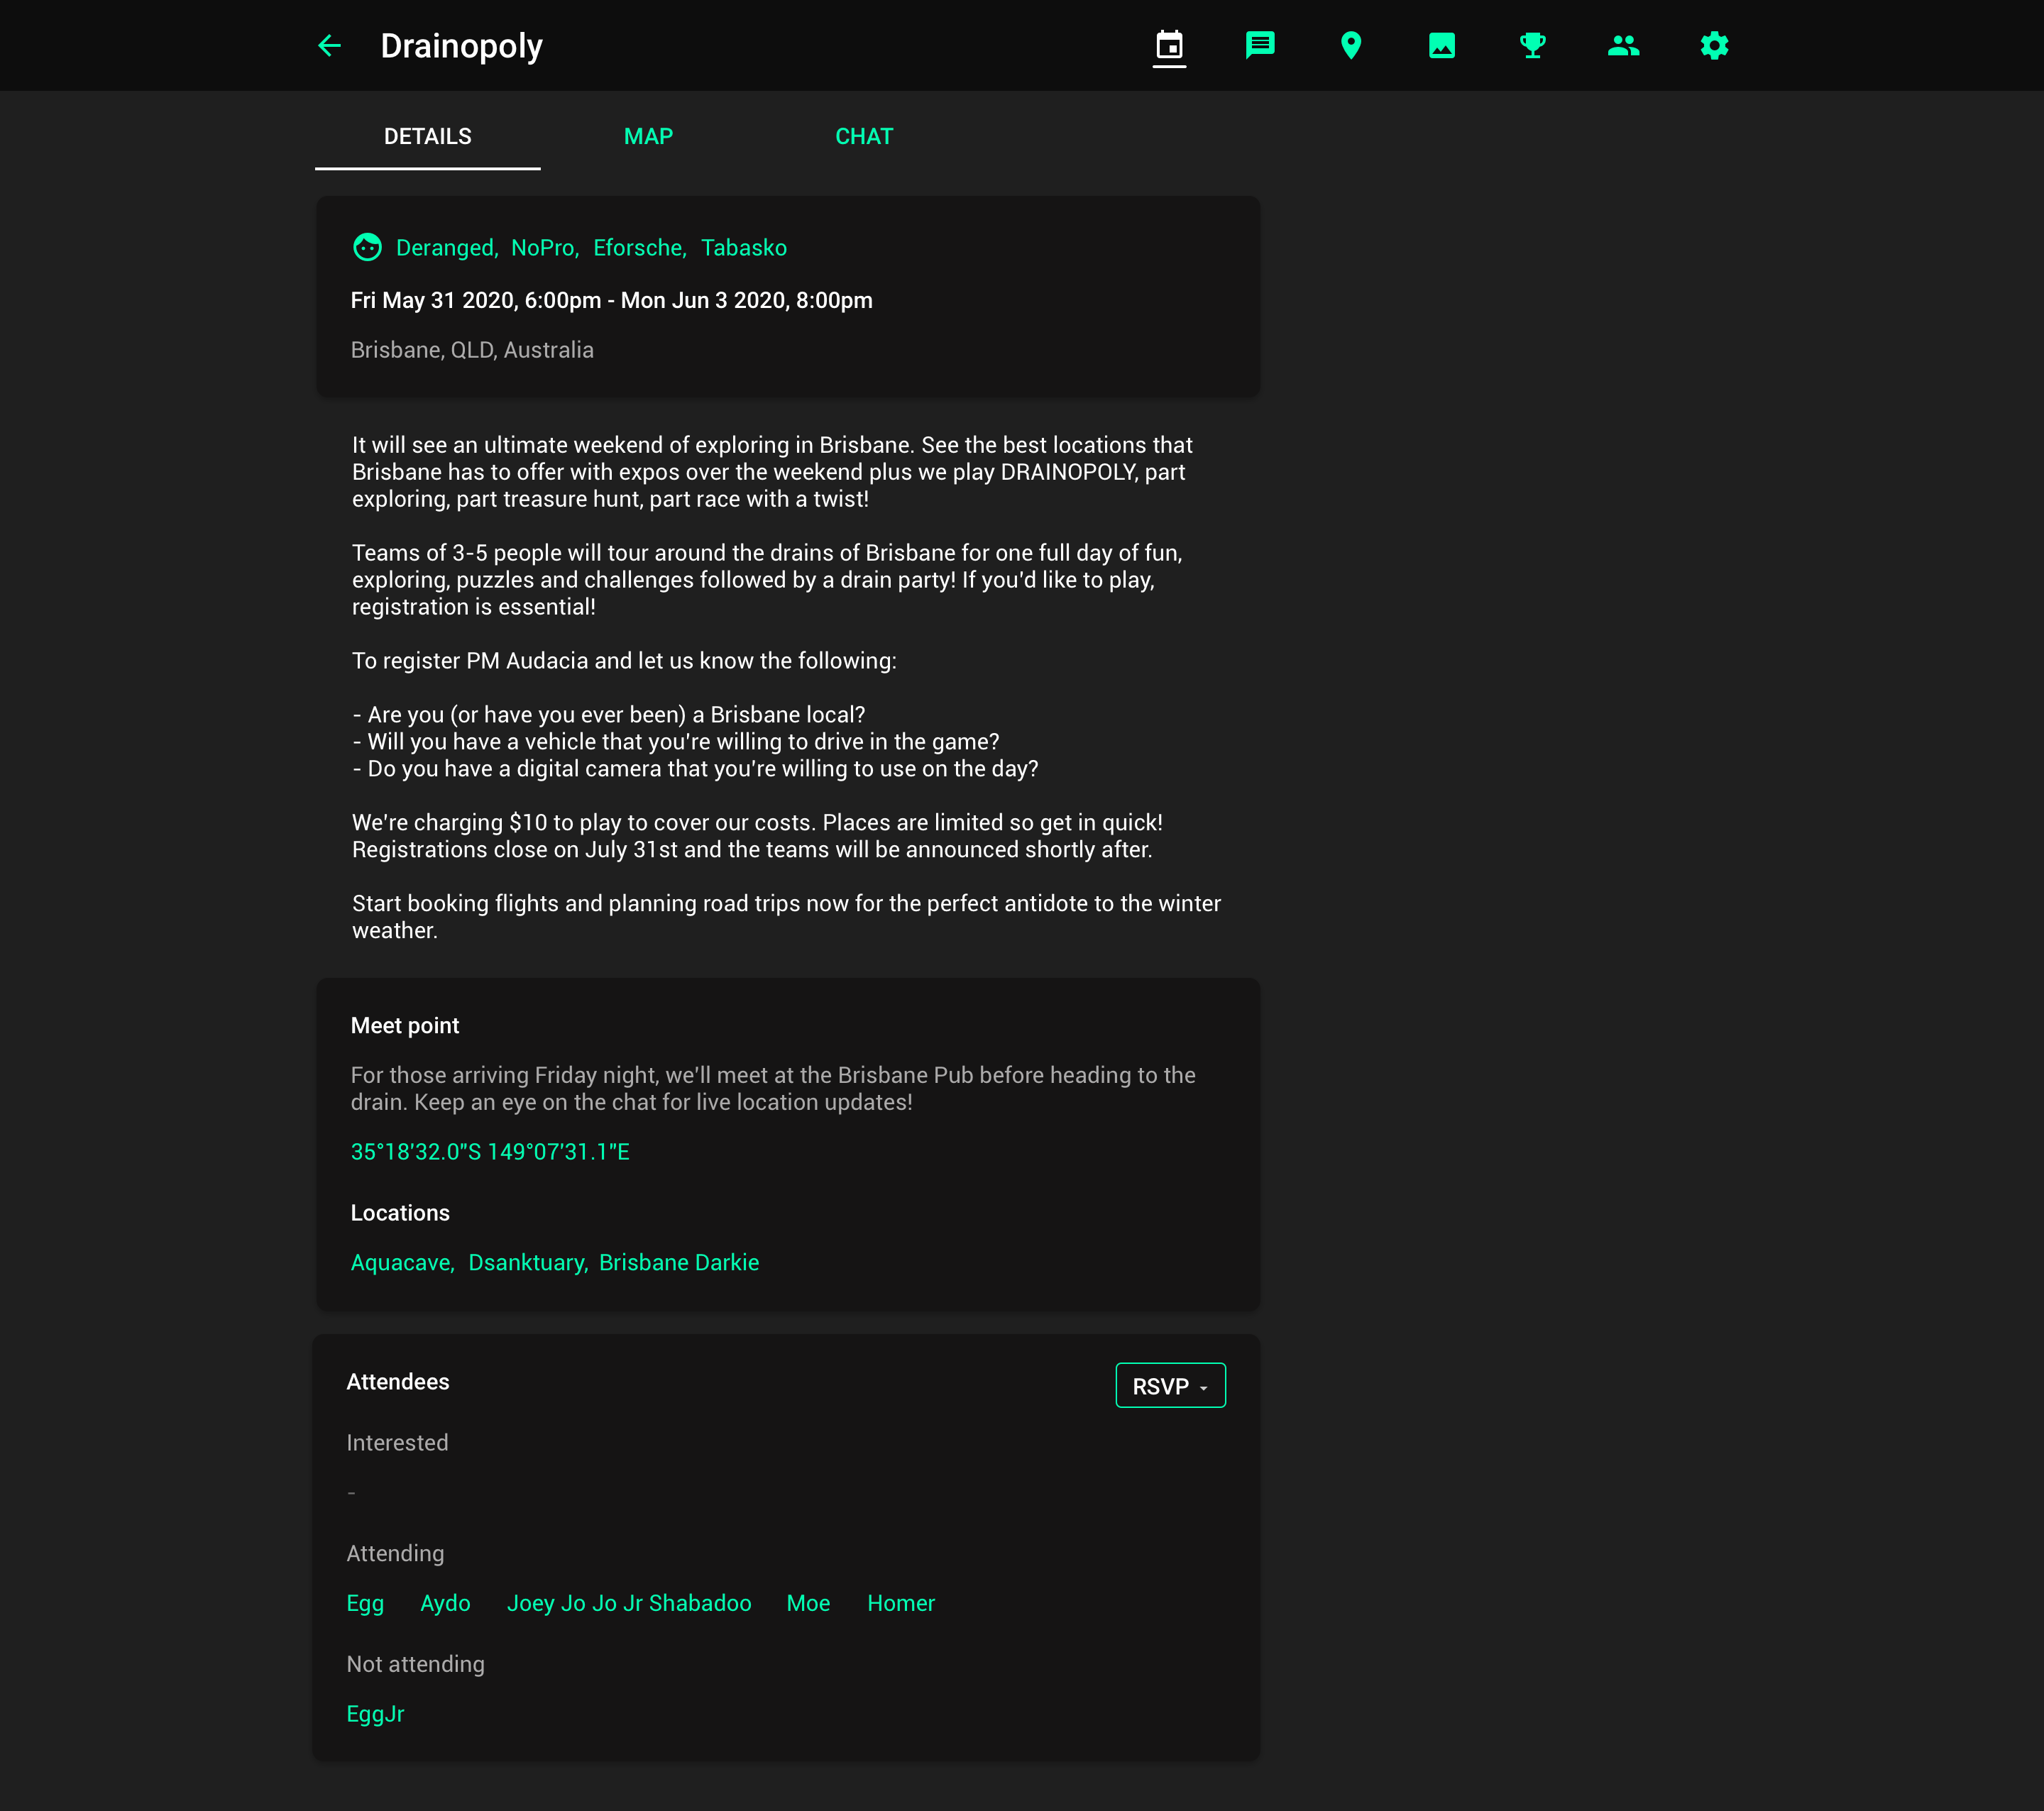 Drainopoly
DETAILS MAP CHAT
Deranged, NoPro, Eforsche, Tabasko
Fri May 31 2020, 6:00pm - Mon Jun 3 2020, 8:00pm
Brisbane, QLD, Australia
It will see an ultimate weekend of exploring in Brisbane. See the best locations that
Brisbane has to offer with expos over the weekend plus we play DRAINOPOLY, part
exploring, part treasure hunt, part race with a twist!
Teams of 3-5 people will tour around the drains of Brisbane for one full day of fun,
exploring, puzzles and challenges followed by a drain party! If you'd like to play,
registration is essential!
To register PM Audacia and let us know the following:
- Are you (or have you ever been) a Brisbane local?
- Will you have a vehicle that you're willing to drive in the game?
- Do you have a digital camera that you're willing to use on the day?
We're charging $10 to play to cover our costs. Places are limited so get in quick!
Registrations close on July 31st and the teams will be announced shortly after.
Start booking flights and planning road trips now for the perfect antidote to the winter
weather.
Meet point
For those arriving Friday night, we'll meet at the Brisbane Pub before heading to the
drain. Keep an eye on the chat for live location updates!
35°18'32.0"S 149°07'31.1"E
Locations
Aquacave, Dsanktuary, Brisbane Darkie
Attendees
RSVP
Interested
-
Attending
Egg Aydo Joey Jo Jo Jr Shabadoo Moe Homer
Not attending
EggJr